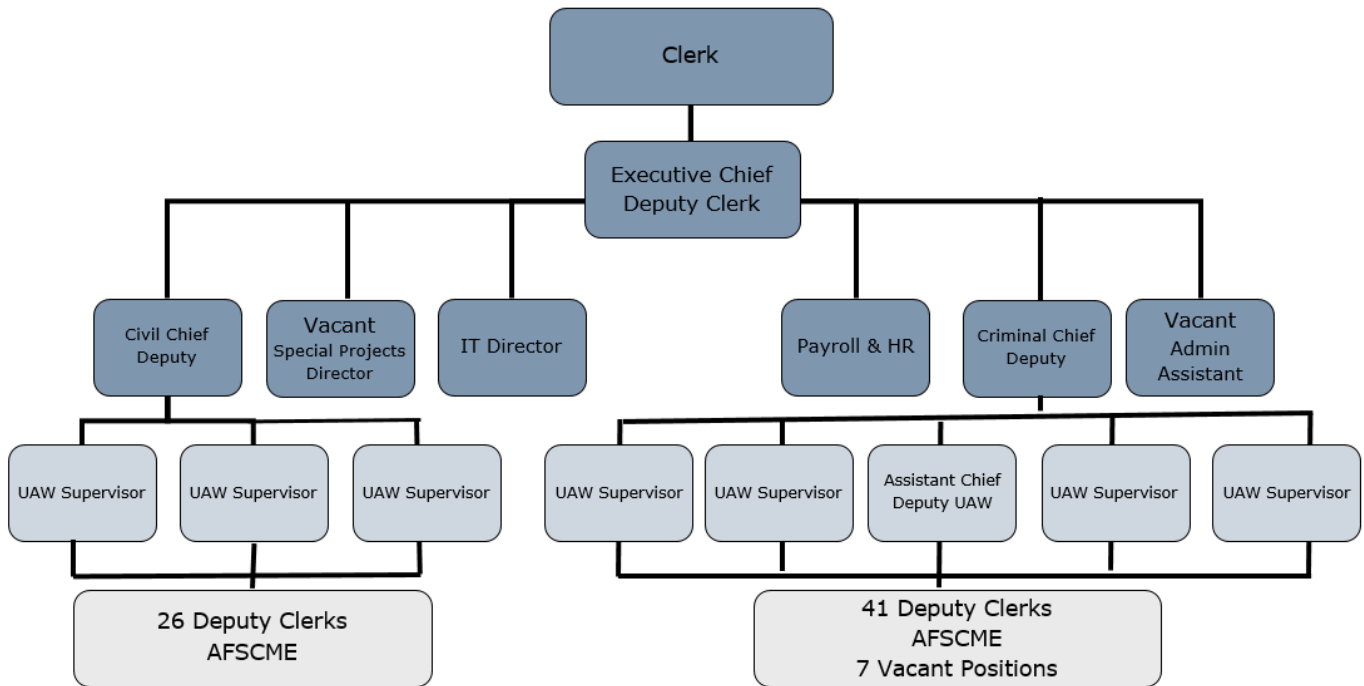 Clerk
Executive Chief
Deputy Clerk
Civil Chief
Deputy
Vacant
Special Projects
Director
IT Director
Payroll & HR
Criminal Chief
Deputy
Vacant
Admin
Assistant
UAW Supervisor
UAW Supervisor
UAW Supervisor
UAW Supervisor
UAW Supervisor
Assistant Chief
Deputy UAW
UAW Supervisor
UAW Supervisor
26 Deputy Clerks
AFSCME
41 Deputy Clerks
AFSCME
7 Vacant Positions